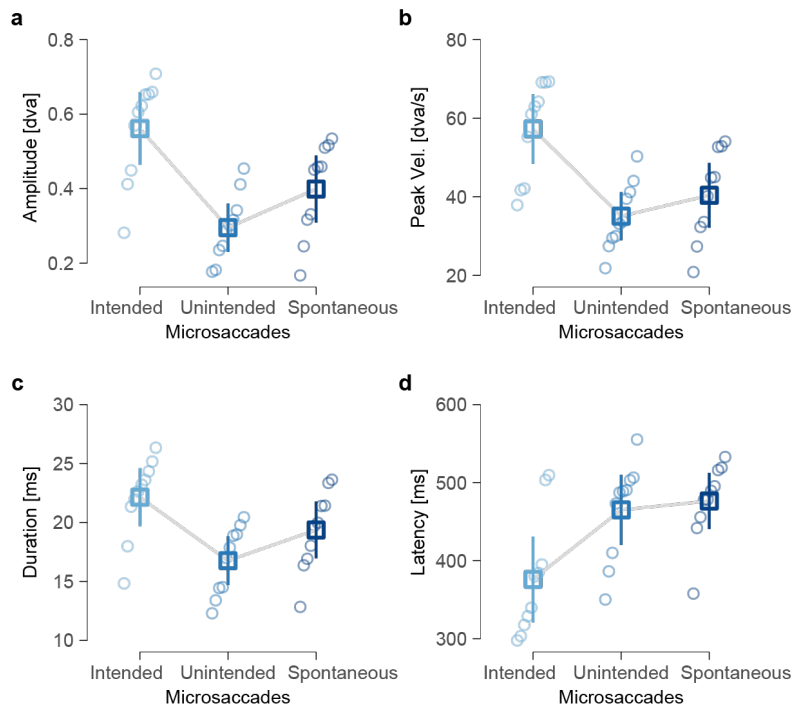 a
Amplitude [dva]
0.8
0.6
0.4
0.2
Intended Unintended Spontaneous
Microsaccades
b
Peak Vel. [dva/s]
80
60
40
20
Intended Unintended Spontaneous
Microsaccades
c
Duration [ms]
30
25
20
15
10
Intended Unintended Spontaneous
Microsaccades
d
Latency [ms]
600
500
400
300
Intended Unintended Spontaneous
Microsaccades